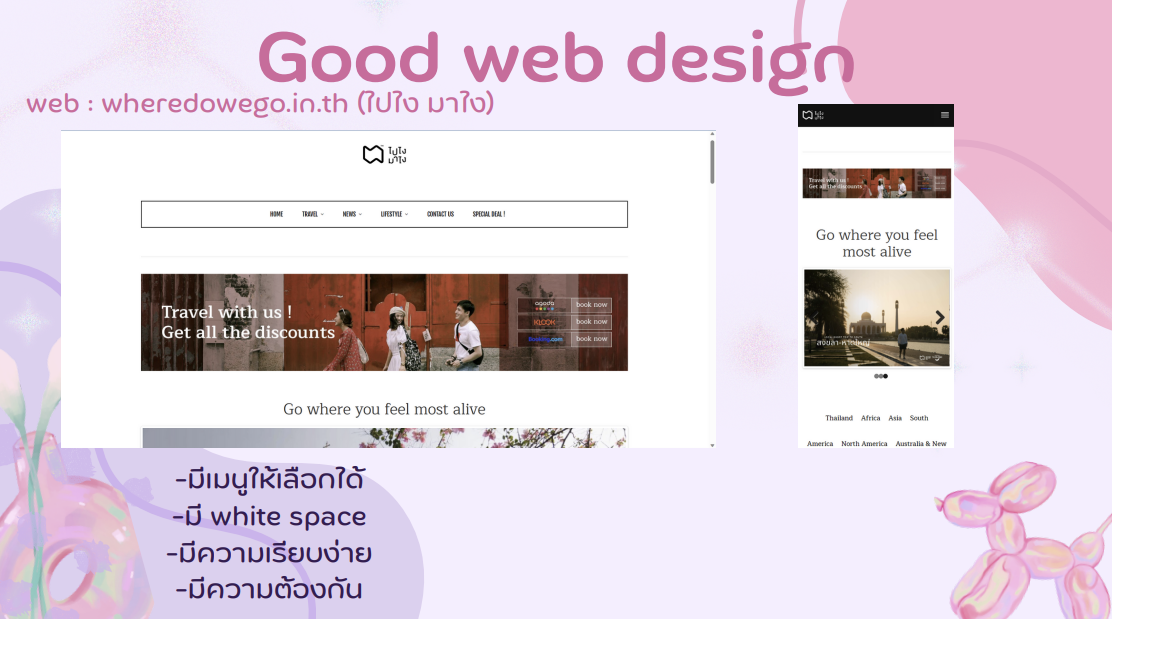 Good web design
web : wheredowego.in.th (ไปไง มาไง)
ไปไง
มาไง
HOME TRAVEL NEWS LIFESTYLE CONTACT US SPECIAL DEAL !
Travel with us !
Get all the discounts
agoda book now
KLOOK book now
book now
Go where you feel most alive
ไปไง
มาไง
Travel with us !
Get all the discounts
Go where you feel
most alive
สงขลา-หาดใหญ่
Thailand Africa Asia South
America North America Australia & New
-มีเมนูให้เลือกได้
-มี white space
-มีความเรียบง่าย
-มีความต้องกัน